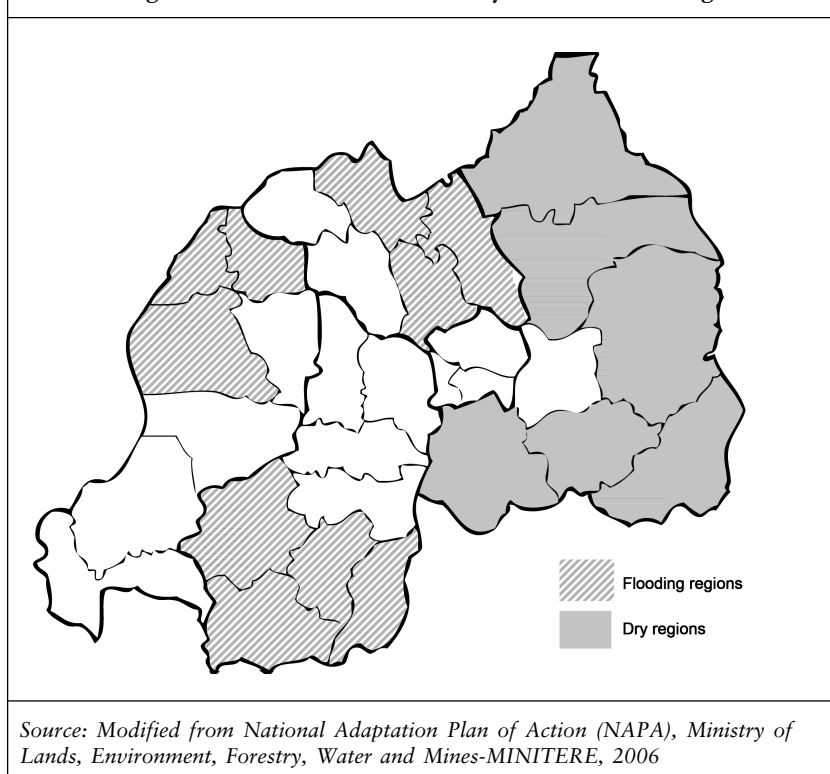 Flooding regions
Dry regions
Source: Modified from National Adaptation Plan of Action (NAPA), Ministry of
Lands, Environment, Forestry, Water and Mines-MINITERE, 2006